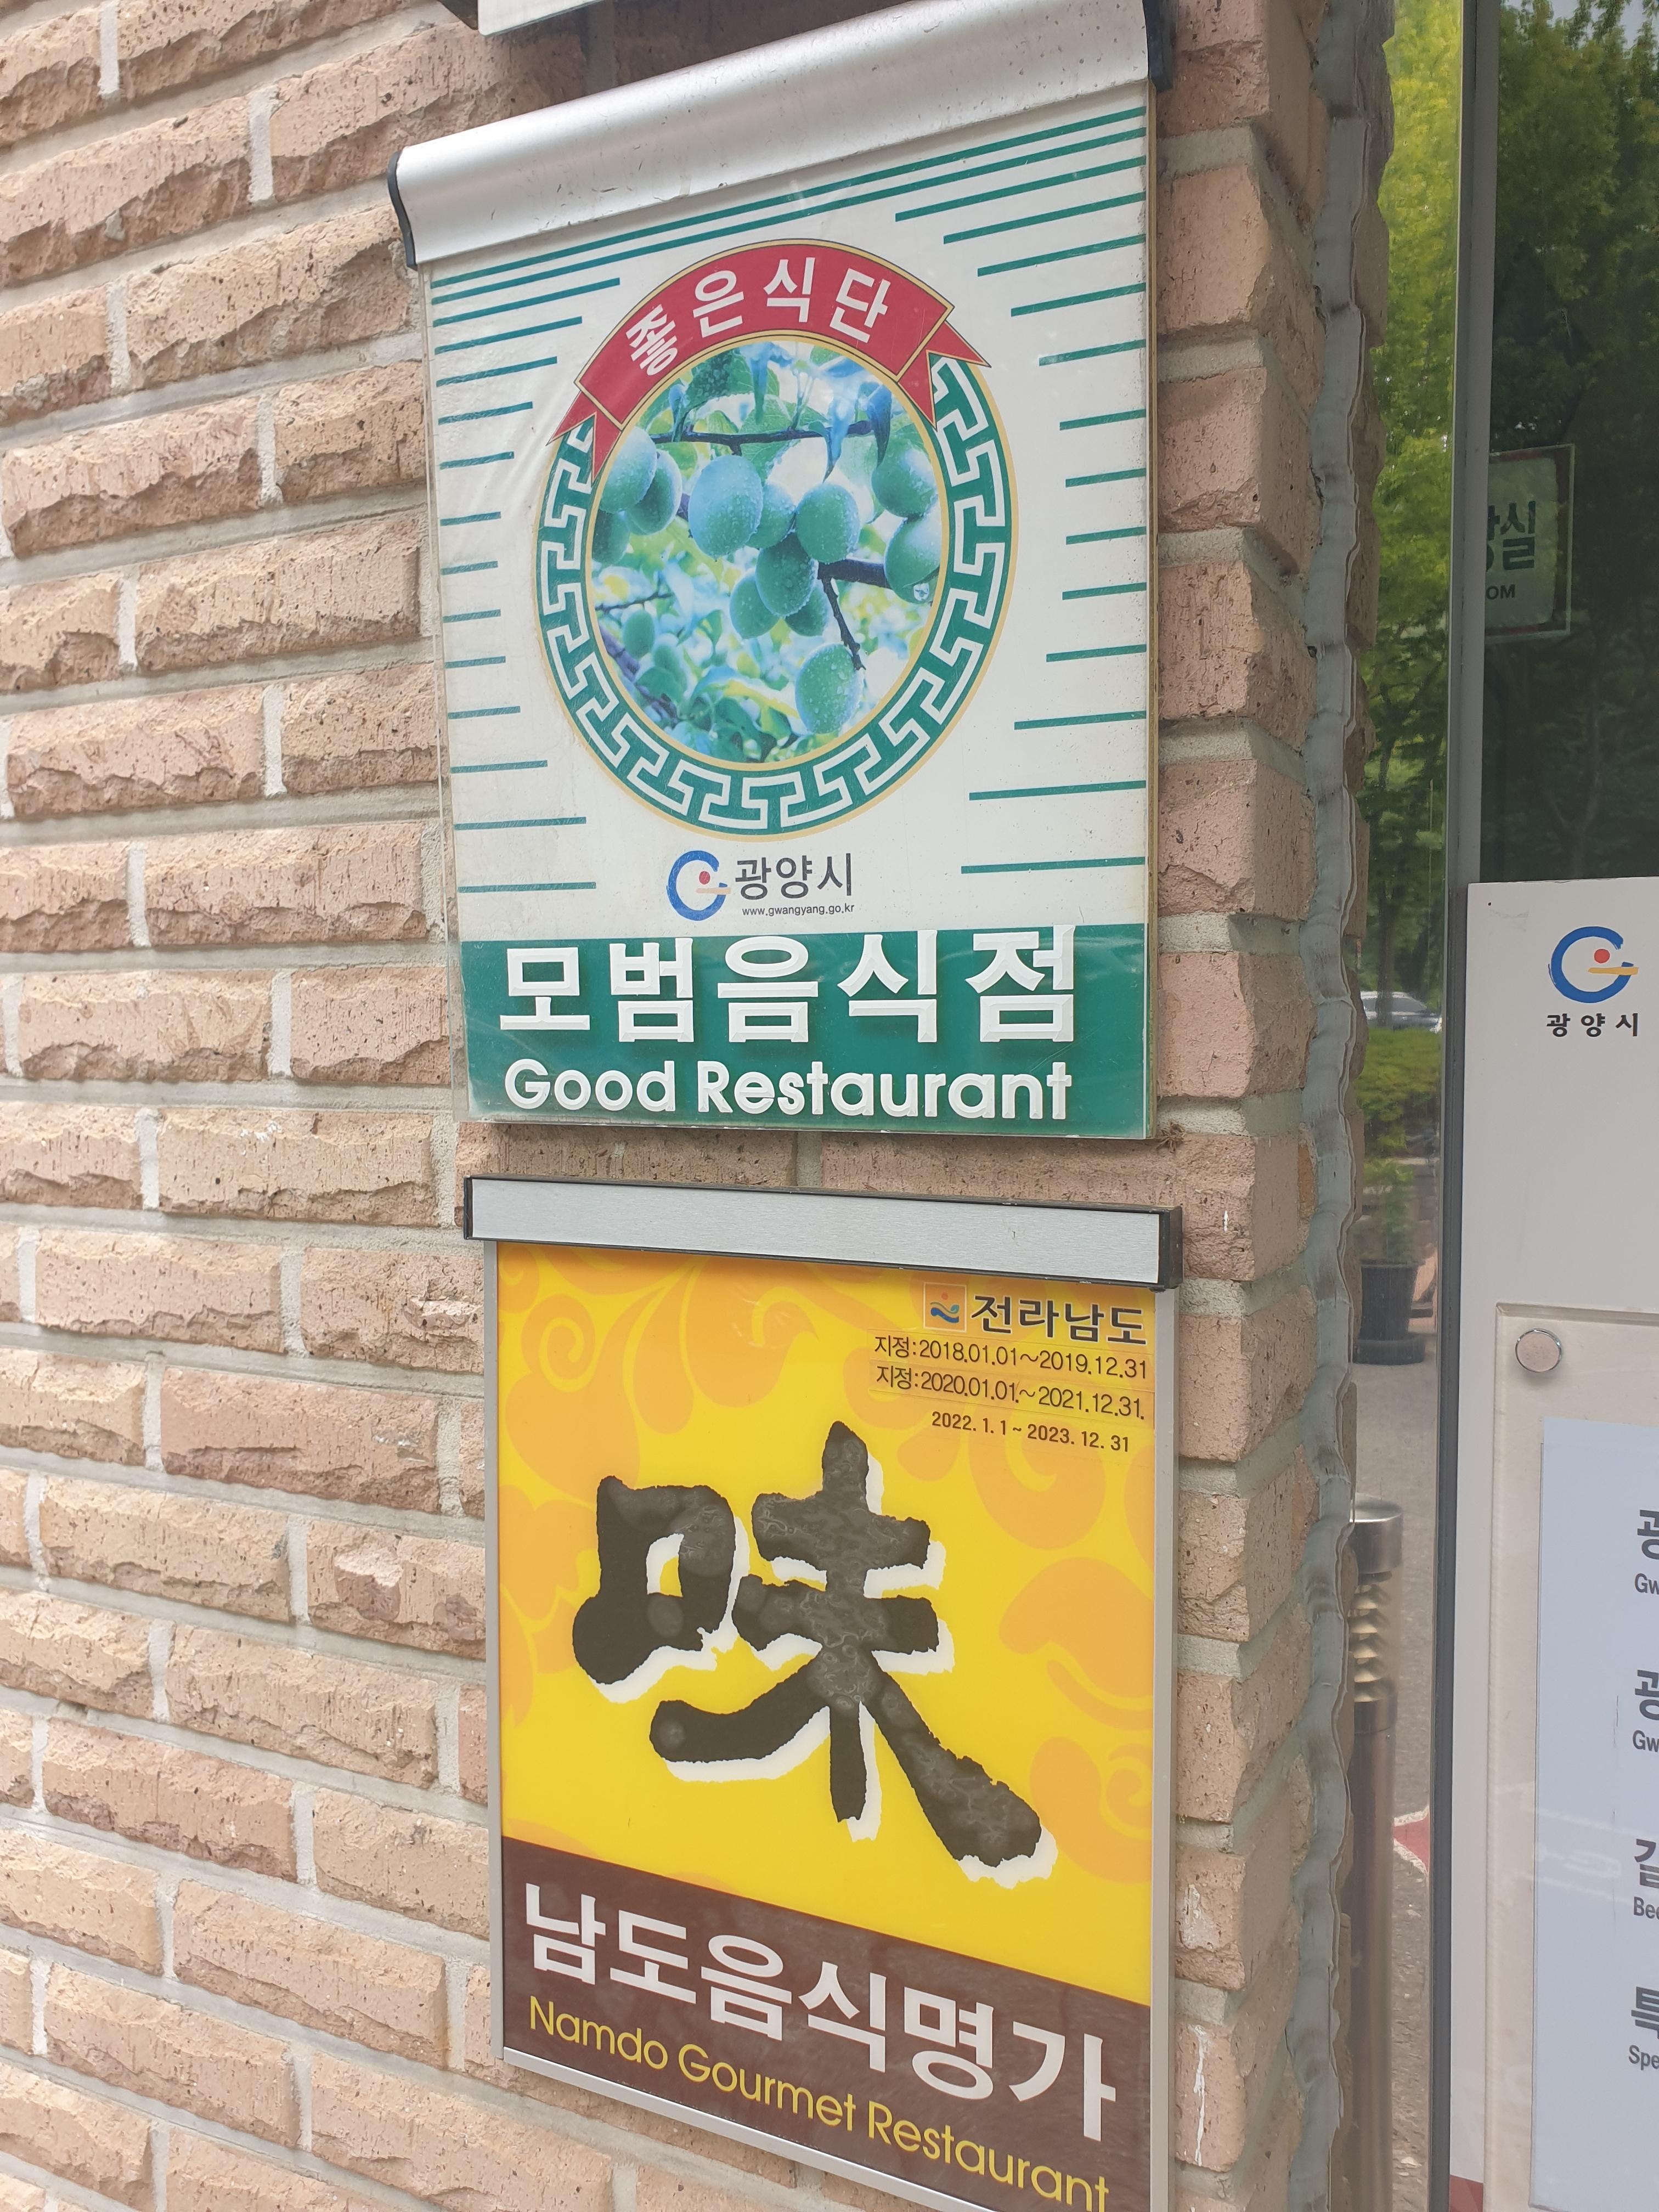 좋은식단
광양시
www.gwangyang.go.kr
모범음식점
Good Restaurant
전라남도
지정:2018.01.01~2019.12.31
지정:2020.01.01.~2021.12.31.
2022. 1. 1 ~ 2023. 12. 31
味
남도음식명가
Namdo Gourmet Restaurant
광양시